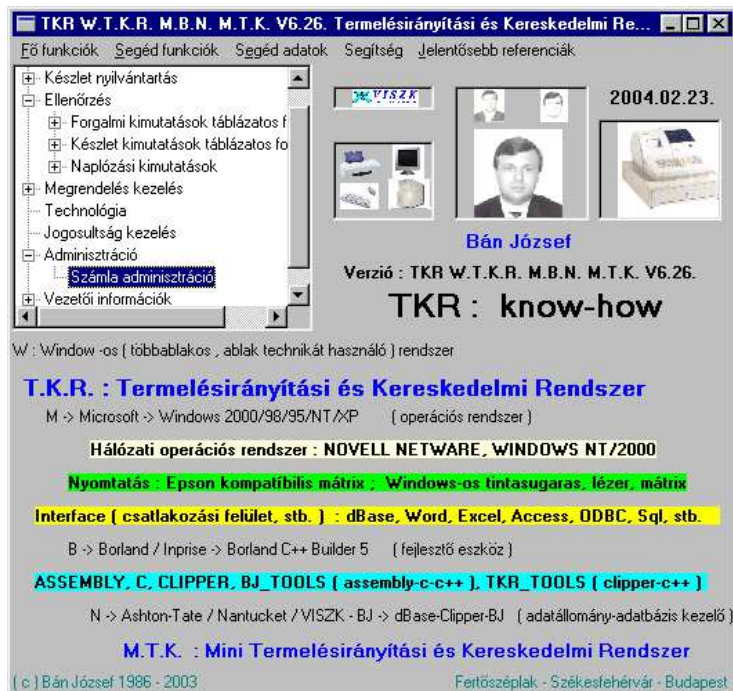 TKR W.T.K.R. M.B.N. M.T.K. V6.26. Termelésirányítási és Kereskedelmi Re...
Fő funkciók Segéd funkciók Segéd adatok Segítség Jelentősebb referenciák
Készlet nyilvántartás
Ellenőrzés
Forgalmi kimutatások táblázatos f
Készlet kimutatások táblázatos fo
Naplózási kimutatások
Megrendelés kezelés
Technológia
Jogosultság kezelés
Adminisztráció
Számla adminisztráció
Vezetői információk
VISZK
2004.02.23.
Bán József
Verzió : TKR W.T.K.R. M.B.N. M.T.K. V6.26.
TKR : know-how
W : Window -os ( többablakos , ablak technikát használó ) rendszer
T.K.R. : Termelésirányítási és Kereskedelmi Rendszer
M -> Microsoft -> Windows 2000/98/95/NT/XP ( operációs rendszer )
Hálózati operációs rendszer : NOVELL NETWARE, WINDOWS NT/2000
Nyomtatás : Epson kompatíbilis mátrix ; Windows-os tintasugaras, lézer, mátrix
Interface ( csatlakozási felület, stb. ) : dBase, Word, Excel, Access, ODBC, Sql, stb.
B -> Borland / Inprise -> Borland C++ Builder 5 ( fejlesztő eszköz )
ASSEMBLY, C, CLIPPER, BJ_TOOLS ( assembly-c-c++ ), TKR_TOOLS ( clipper-c++ )
N -> Ashton-Tate / Nantucket / VISZK - BJ -> dBase-Clipper-BJ ( adatállomány-adatbázis kezelő )
M.T.K. : Mini Termelésirányítási és Kereskedelmi Rendszer
( c ) Bán József 1986 - 2003 Fertőszéplak - Székesfehérvár - Budapest